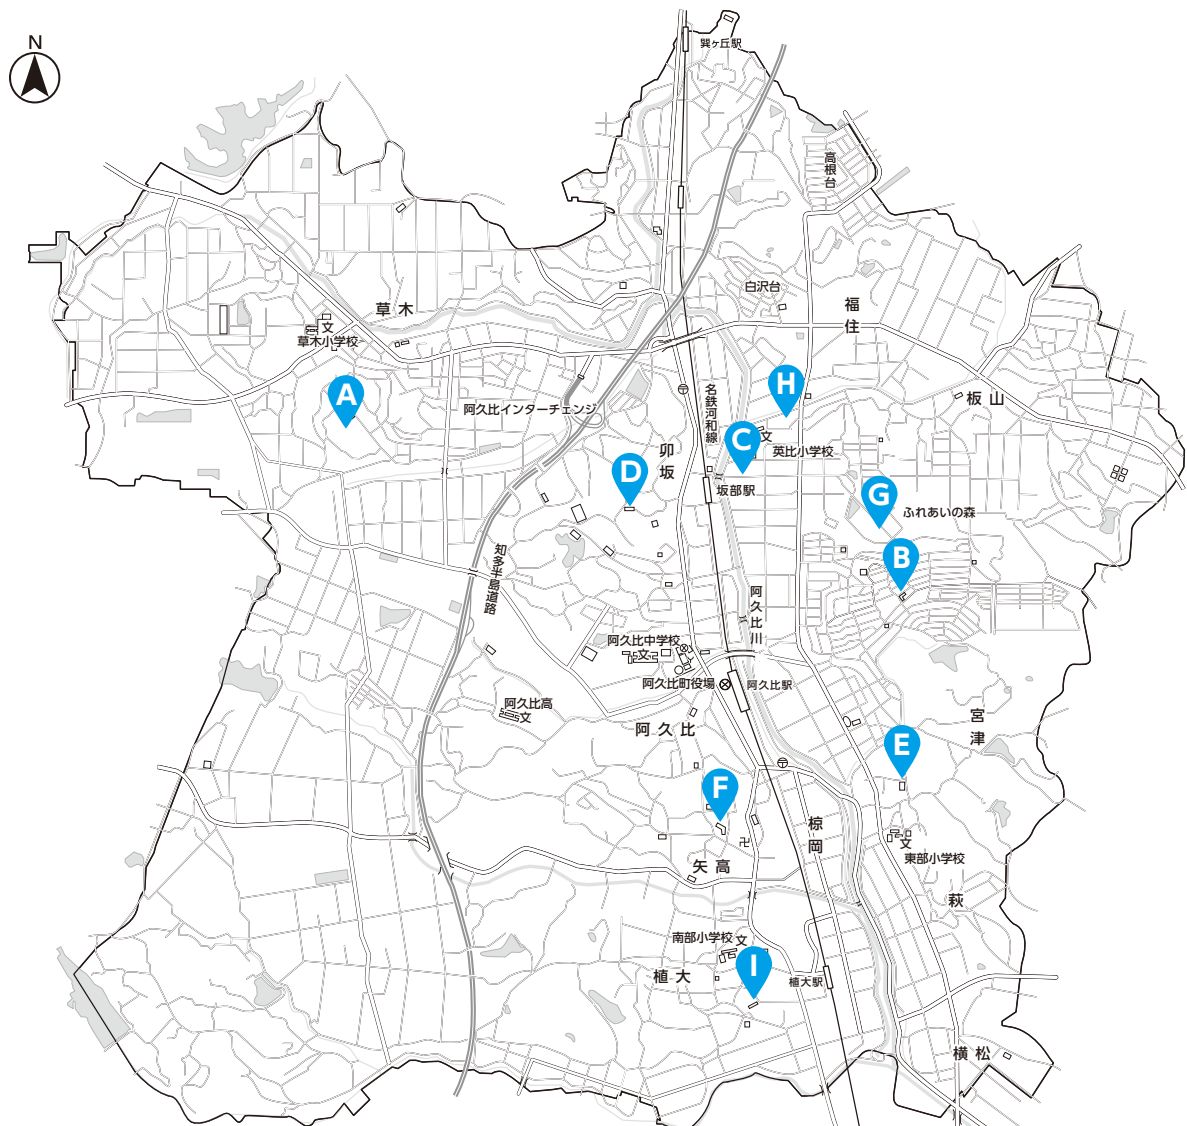 N
巽ヶ丘駅
高根台
白沢台
福住
草木
文
草木小学校
A
阿久比インターチェンジ
名鉄河和線
H
板山
C
文
英比小学校
卯坂
D
坂部駅
G
ふれあいの森
B
知多半島道路
阿久比川
阿久比中学校
文
阿久比町役場
阿久比駅
阿久比高
文
阿久比
宮津
E
F
椋岡
文
東部小学校
矢高
萩
南部小学校
文
植大
I
植大駅
横松